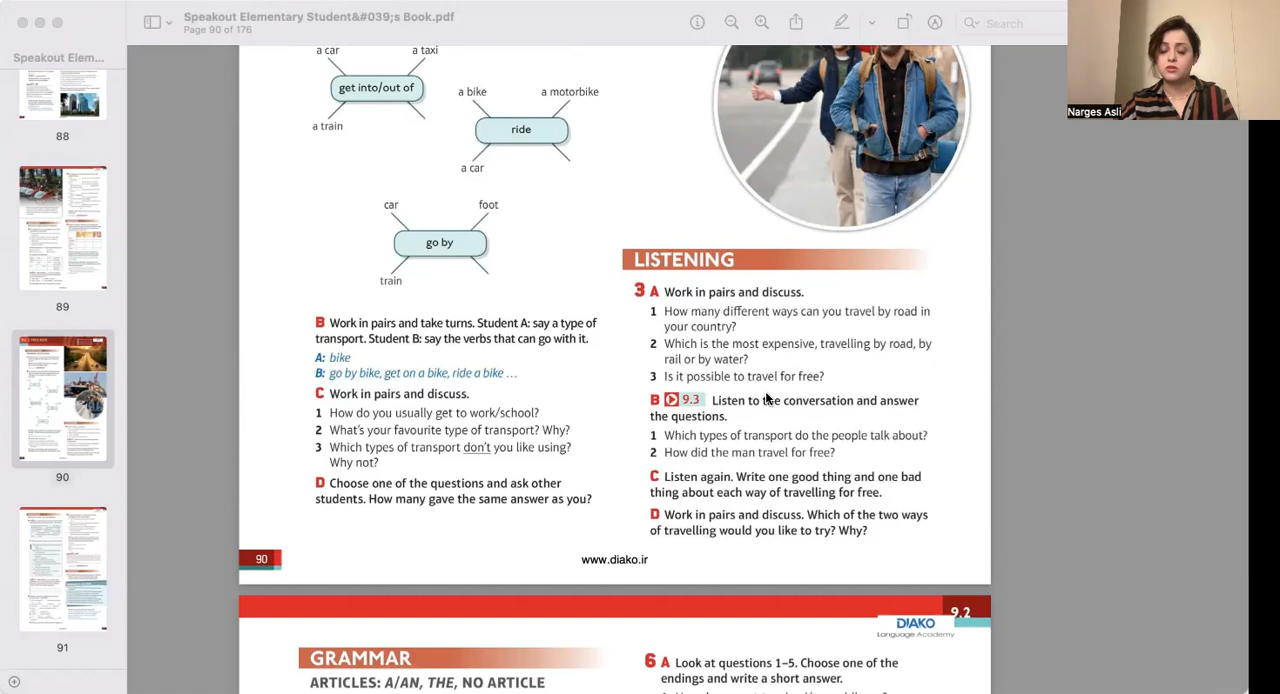 Speakout Elementary Student&#039;s Book.pdf
Page 90 of 176
Search
Speakout Elem...
88
89
90
91
Narges Asli
a car
a taxi
get into/out of
a train
a bike
a motorbike
ride
a car
car
foot
go by
train
B Work in pairs and take turns. Student A: say a type of
transport. Student B: say the verbs that can go with it.
A: bike
B: go by bike, get on a bike, ride a bike ...
C Work in pairs and discuss.
1 How do you usually get to work/school?
2 What's your favourite type of transport? Why?
3 Which types of transport don't you like using?
Why not?
D Choose one of the questions and ask other
students. How many gave the same answer as you?
LISTENING
3 A Work in pairs and discuss.
1 How many different ways can you travel by road in
your country?
2 Which is the most expensive, travelling by road, by
rail or by water?
3 Is it possible to travel for free?
B 9.3 Listen to the conversation and answer
the questions.
1 Which types of transport do the people talk about?
2 How did the man travel for free?
C Listen again. Write one good thing and one bad
thing about each way of travelling for free.
D Work in pairs and discuss. Which of the two ways
of travelling would you like to try? Why?
90
www.diako.ir
9.2
DIAKO
Language Academy
GRAMMAR
ARTICLES: A/AN, THE, NO ARTICLE
6 A Look at questions 1–5. Choose one of the
endings and write a short answer.